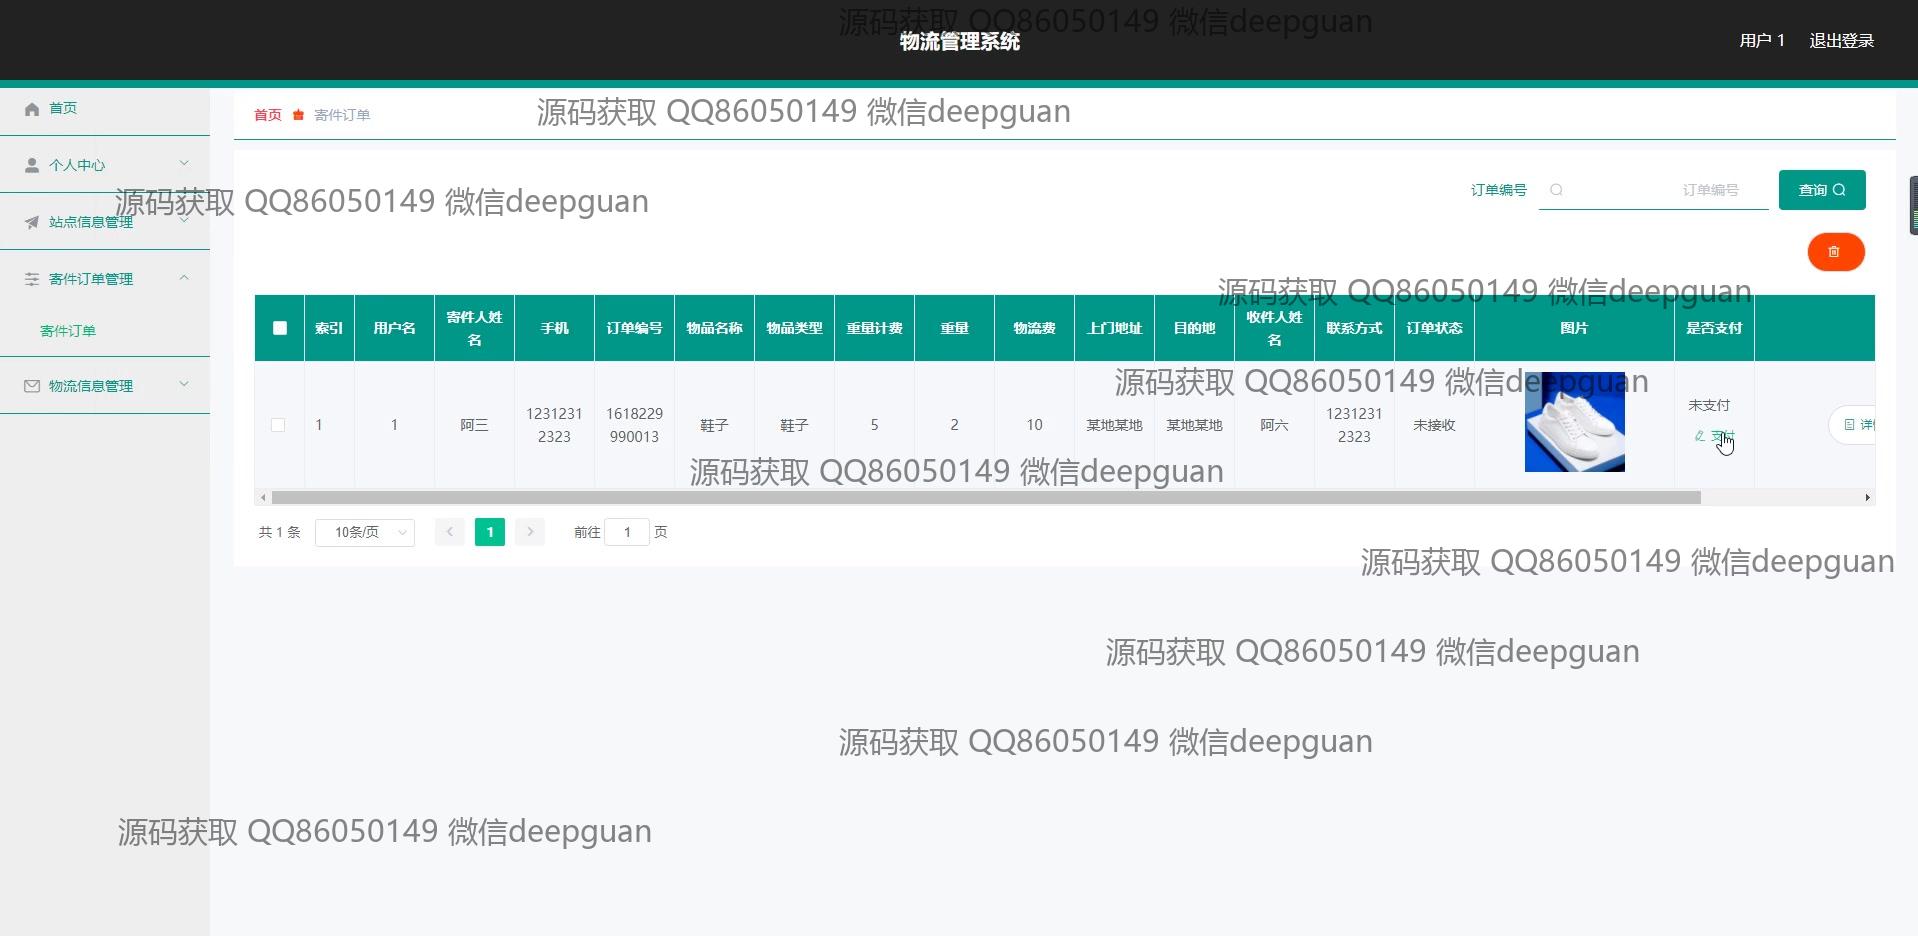 源码获取 QQ86050149 微信deepguan
物流管理系统
用户 1
退出登录
首页
首页 寄件订单
源码获取 QQ86050149 微信deepguan
个人中心
源码获取 QQ86050149 微信deepguan
订单编号
订单编号
查询
站点信息管理
寄件订单管理
源码获取 QQ86050149 微信deepguan
寄件订单
物流信息管理
索引
用户名
寄件人姓
名
手机
订单编号
物品名称
物品类型
重量计费
重量
物流费
上门地址
目的地
收件人姓
名
联系方式
订单状态
图片
是否支付
源码获取 QQ86050149 微信deepguan
1
1
阿三
1231231
2323
1618229
990013
鞋子
鞋子
5
2
10
某地某地
某地某地
阿六
1231231
2323
未接收
未支付
支付
源码获取 QQ86050149 微信deepguan
共 1 条
10条/页
1
前往 1 页
源码获取 QQ86050149 微信deepguan
源码获取 QQ86050149 微信deepguan
源码获取 QQ86050149 微信deepguan
源码获取 QQ86050149 微信deepguan